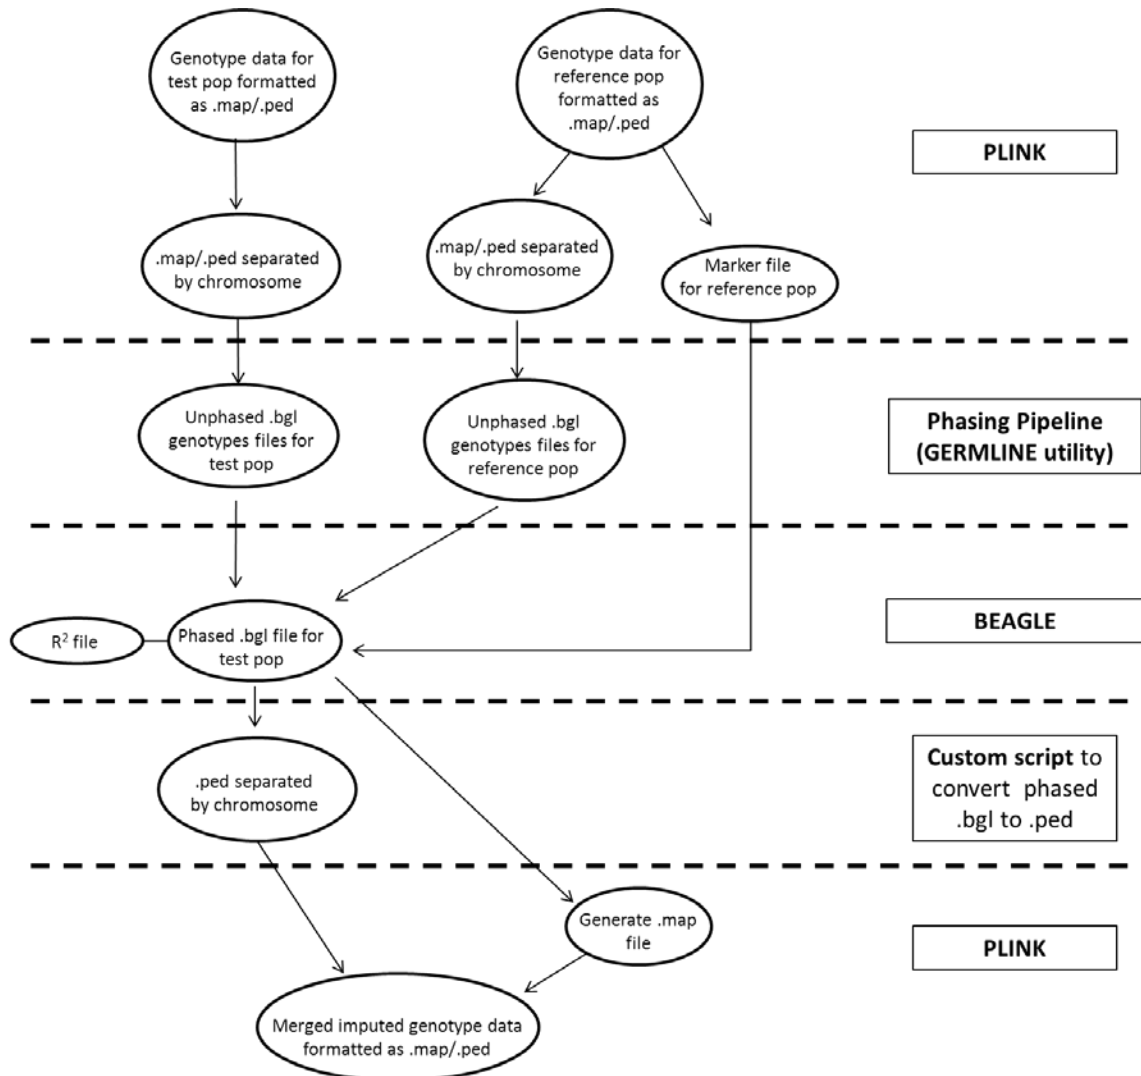 Genotype data for
test pop formatted
as .map/.ped
Genotype data for
reference pop
formatted as
.map/.ped
PLINK
.map/.ped separated
by chromosome
.map/.ped separated
by chromosome
Marker file
for reference pop
Unphased .bgl
genotypes files for
test pop
Unphased .bgl
genotypes files for
reference pop
Phasing Pipeline
(GERMLINE utility)
R² file
Phased .bgl file for
test pop
BEAGLE
.ped separated
by chromosome
Custom script to
convert phased
.bgl to .ped
Generate .map
file
PLINK
Merged imputed genotype data
formatted as .map/.ped